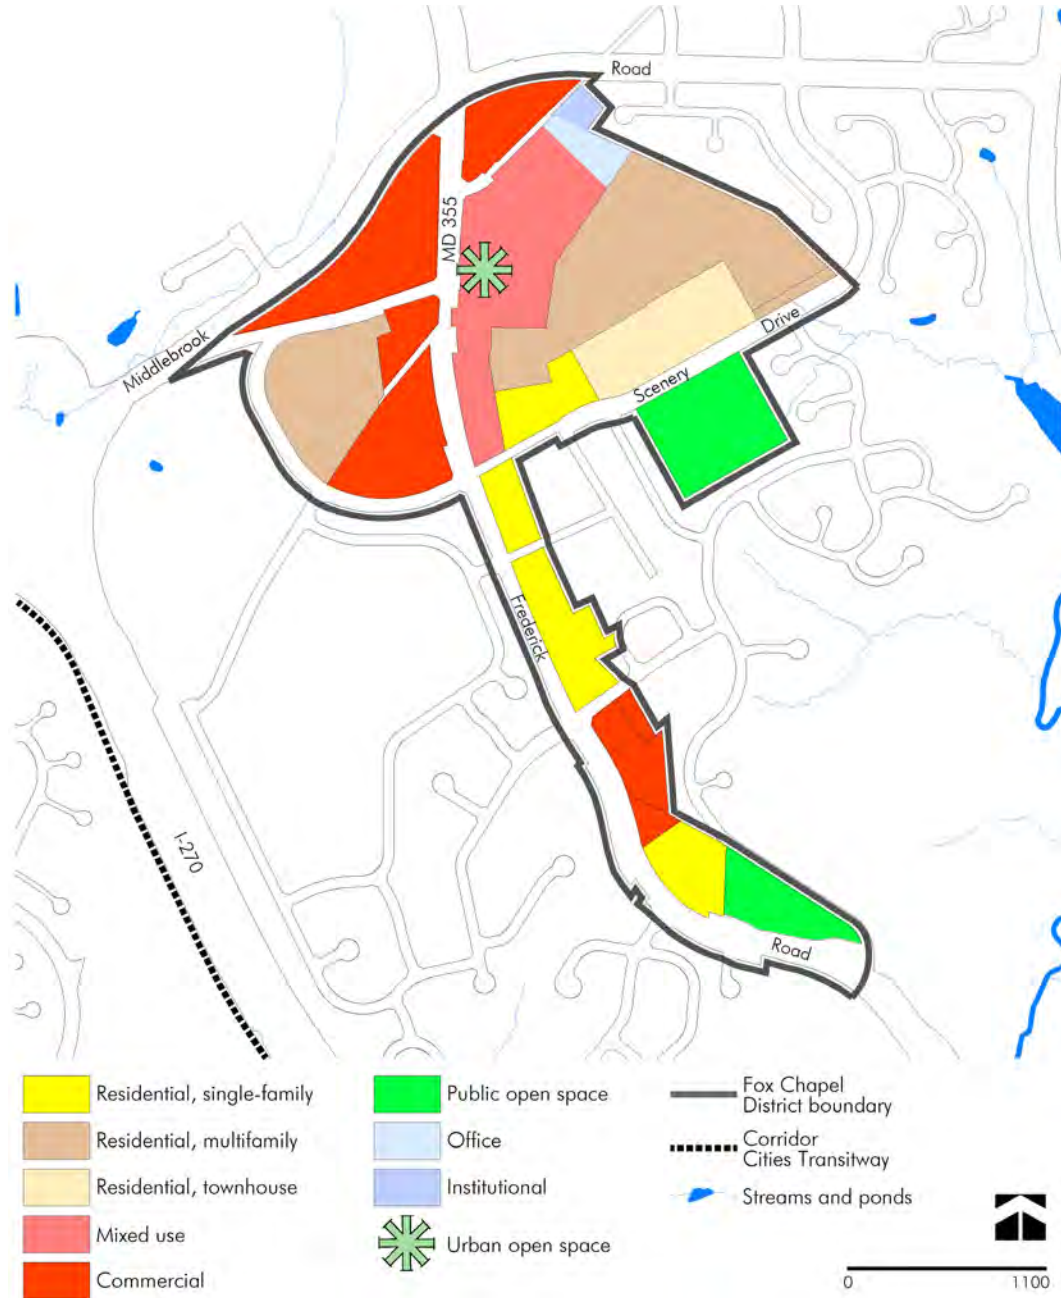 Road
MD 355
Middlebrook
Drive
Scenery
Frederick
I-270
Road
Residential, single-family
Residential, multifamily
Residential, townhouse
Mixed use
Commercial
Public open space
Office
Institutional
Urban open space
Fox Chapel
District boundary
Corridor
Cities Transitway
Streams and ponds
0 1100